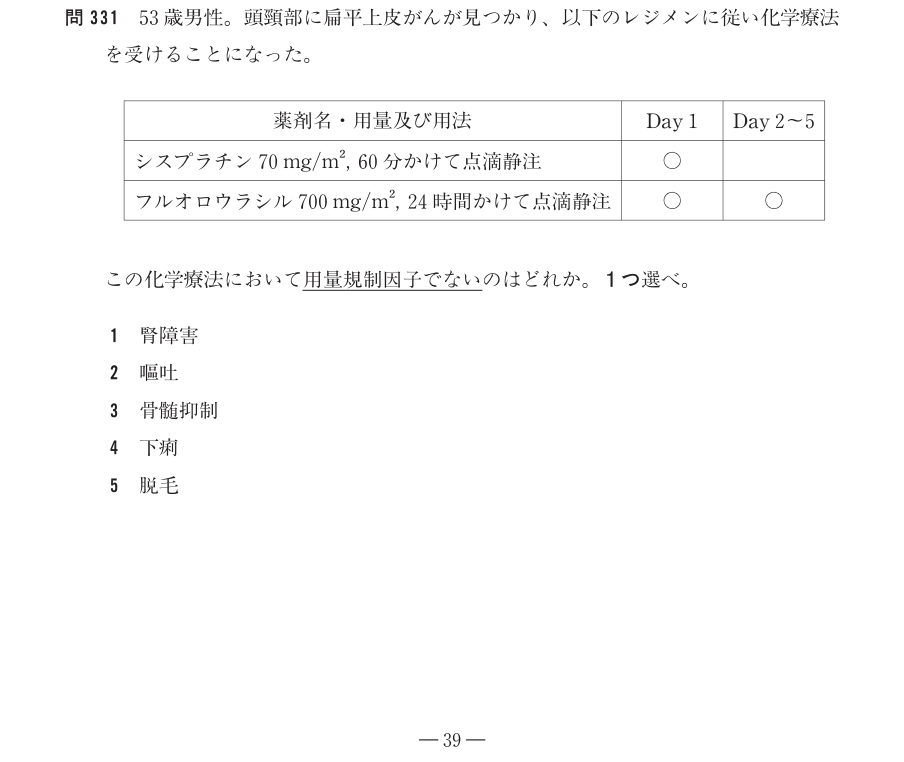 問 331 53 歳男性。頭頸部に扁平上皮がんが見つかり、以下のレジメンに従い化学療法
を受けることになった。
薬剤名・用量及び用法 Day 1 Day 2〜5
シスプラチン 70 mg/m², 60 分かけて点滴静注 ○
フルオロウラシル 700 mg/m², 24 時間かけて点滴静注 ○ ○
この化学療法において用量規制因子でないのはどれか。1つ選べ。
1 腎障害
2 嘔吐
3 骨髄抑制
4 下痢
5 脱毛
— 39 —